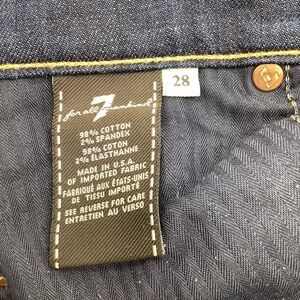 7
for all mankind
28
98% COTTON
2% SPANDEX
98% COTON
2% ÉLASTHANNE
MADE IN U.S.A.
OF IMPORTED FABRIC
FABRIQUÉ AUX ÉTATS-UNIS
DE TISSU IMPORTÉ
SEE REVERSE FOR CARE
ENTRETIEN AU VERSO